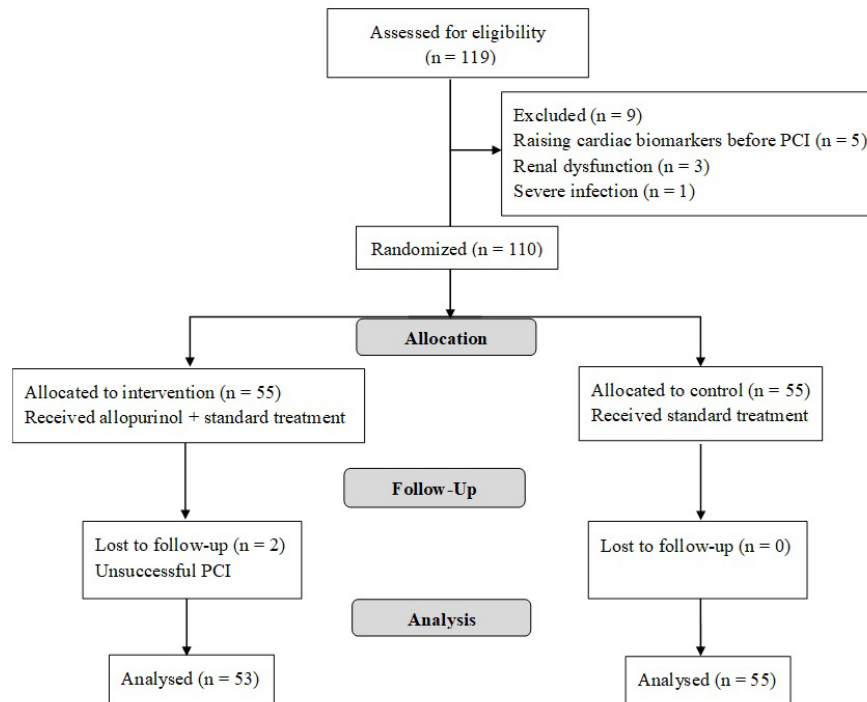 Assessed for eligibility
(n = 119)
Excluded (n = 9)
Raising cardiac biomarkers before PCI (n = 5)
Renal dysfunction (n = 3)
Severe infection (n = 1)
Randomized (n = 110)
Allocation
Allocated to intervention (n = 55)
Received allopurinol + standard treatment
Allocated to control (n = 55)
Received standard treatment
Follow-Up
Lost to follow-up (n = 2)
Unsuccessful PCI
Lost to follow-up (n = 0)
Analysis
Analysed (n = 53)
Analysed (n = 55)